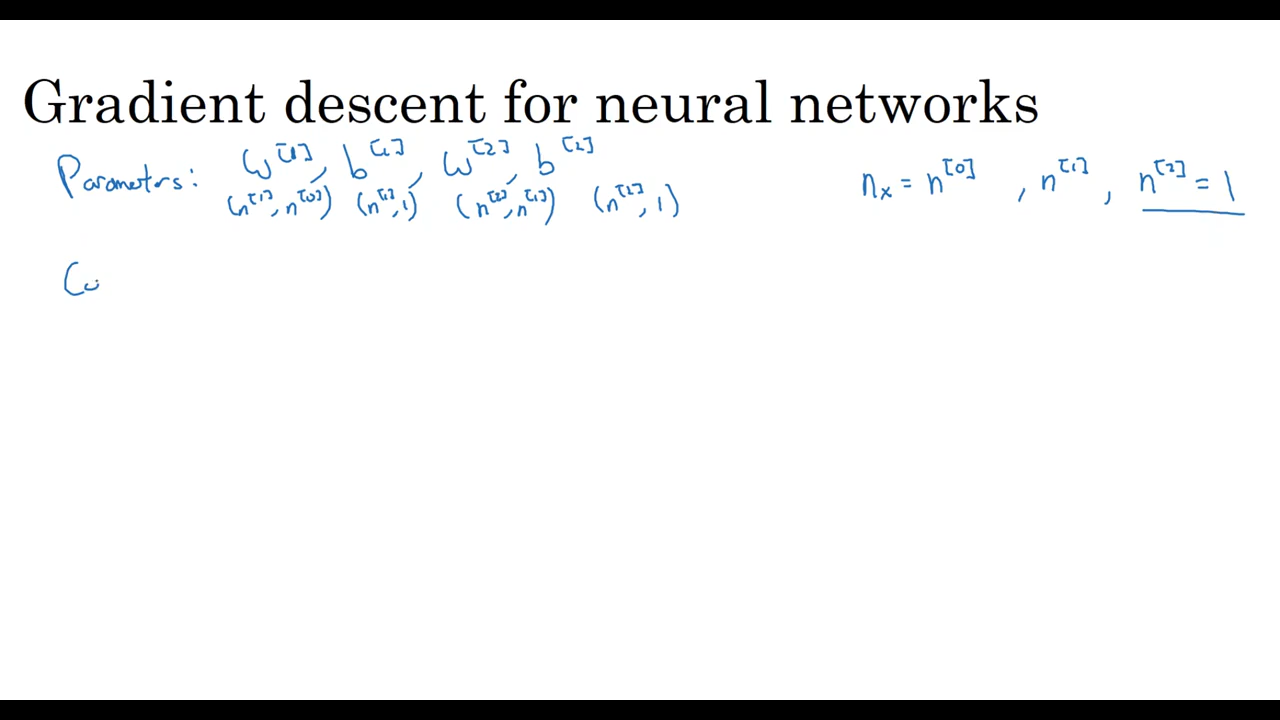 Gradient descent for neural networks
Parameters: w^[1], b^[1], w^[2], b^[2] n_x = n^[0], n^[1], n^[2] = 1
(n^[1], n^[0]) (n^[1], 1) (n^[2], n^[1]) (n^[2], 1)
Co